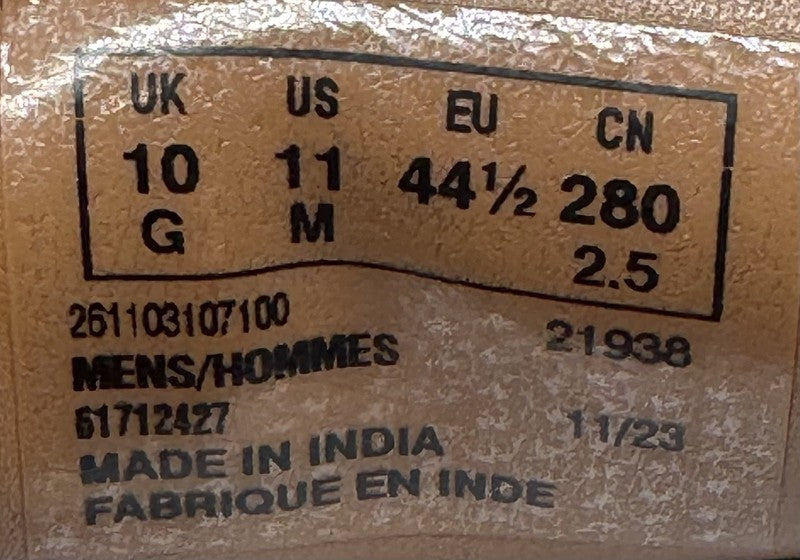 UK US EU CN
10 11 44½ 280
G M 2.5
261103107100 21938
MENS/HOMMES
61712427 11/23
MADE IN INDIA
FABRIQUE EN INDE